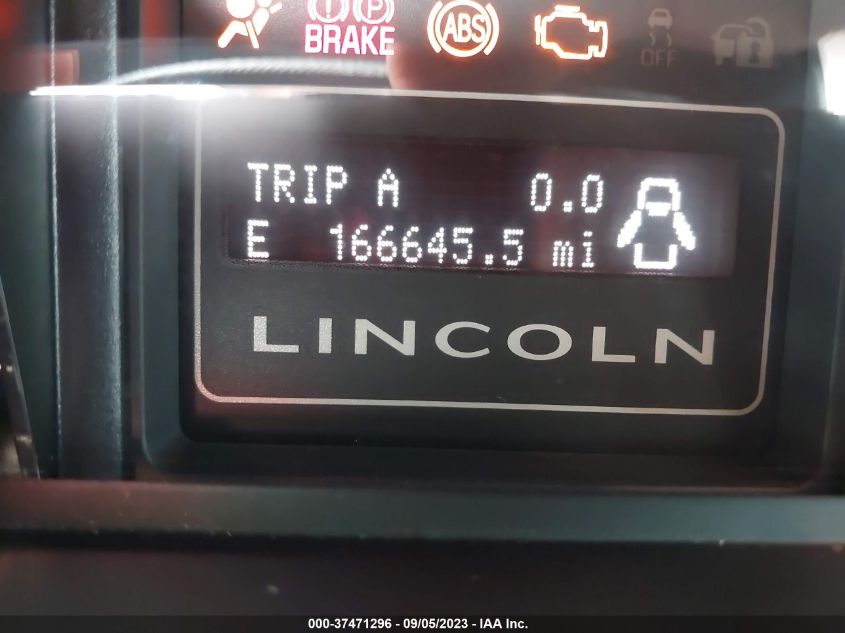 BRAKE
ABS
OFF
TRIP A 0.0
E 166645.5 mi
LINCOLN
000-37471296 - 09/05/2023 - IAA Inc.